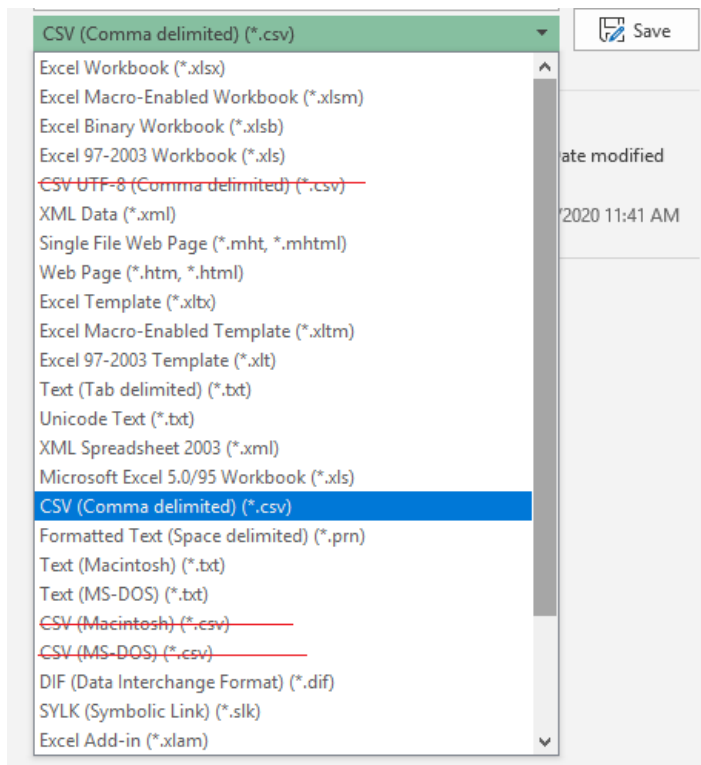 CSV (Comma delimited) (*.csv)
Save
Excel Workbook (*.xlsx)
Excel Macro-Enabled Workbook (*.xlsm)
Excel Binary Workbook (*.xlsb)
Excel 97-2003 Workbook (*.xls)
ate modified
CSV UTF-8 (Comma delimited) (*.csv)
XML Data (*.xml)
/2020 11:41 AM
Single File Web Page (*.mht, *.mhtml)
Web Page (*.htm, *.html)
Excel Template (*.xltx)
Excel Macro-Enabled Template (*.xltm)
Excel 97-2003 Template (*.xlt)
Text (Tab delimited) (*.txt)
Unicode Text (*.txt)
XML Spreadsheet 2003 (*.xml)
Microsoft Excel 5.0/95 Workbook (*.xls)
CSV (Comma delimited) (*.csv)
Formatted Text (Space delimited) (*.prn)
Text (Macintosh) (*.txt)
Text (MS-DOS) (*.txt)
CSV (Macintosh) (*.csv)
CSV (MS-DOS) (*.csv)
DIF (Data Interchange Format) (*.dif)
SYLK (Symbolic Link) (*.slk)
Excel Add-in (*.xlam)